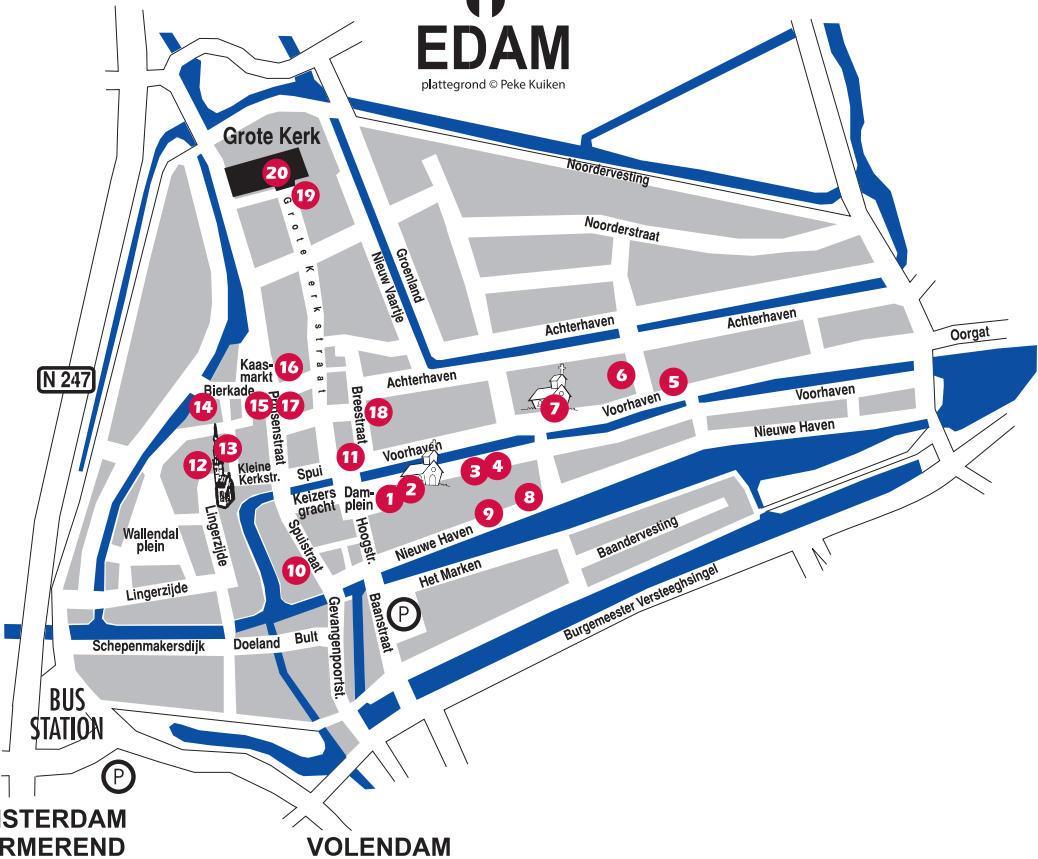 EDAM
plattegrond © Peke Kuiken
Grote Kerk
20
19
Grote Kerkstraat
Noordervesting
Noorderstraat
Groenland
Nieuw Vaartje
Achterhaven
Achterhaven
Oorgat
N 247
Kaas-
markt
16
Bierkade
14
15
17
Prinsenstraat
Achterhaven
Breestraat
18
6
5
7
Voorhaven
Voorhaven
Nieuwe Haven
13
12
Kleine
Kerkstr.
Spui
11
Voorhaven
3
4
Keizers
gracht
Dam-
plein
1
2
8
9
Hoogstr.
Nieuwe Haven
Wallendal
plein
Lingerzijde
Spuistraat
10
Het Marken
Baandervesting
Burgemeester Versteeghsingel
Lingerzijde
P
Baanstraat
Gevangenpoortst.
Schepenmakersdijk
Doeland
Bult
BUS
STATION
P
MSTERDAM
RMEREND
VOLENDAM